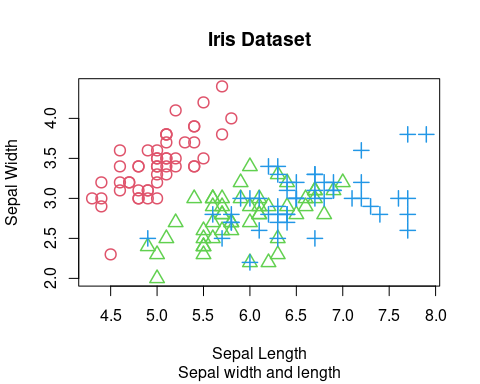 Iris Dataset
Sepal Width
4.0
3.5
3.0
2.5
2.0
4.5 5.0 5.5 6.0 6.5 7.0 7.5 8.0
Sepal Length
Sepal width and length